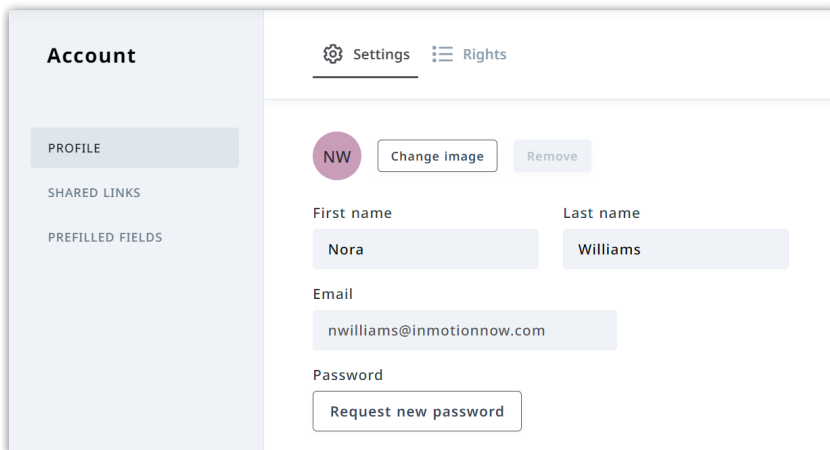 Account
Settings Rights
PROFILE
SHARED LINKS
PREFILLED FIELDS
NW Change image Remove
First name Last name
Nora Williams
Email
nwilliams@inmotionnow.com
Password
Request new password